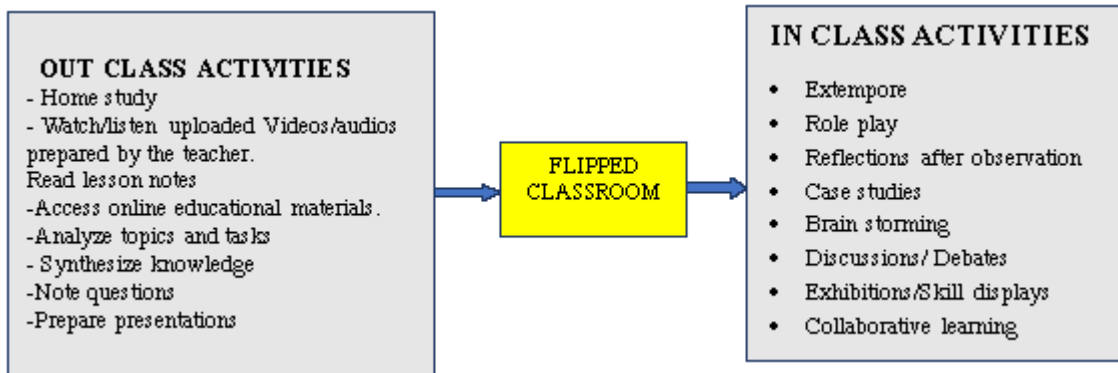 OUT CLASS ACTIVITIES
- Home study
- Watch/listen uploaded Videos/audios
prepared by the teacher.
Read lesson notes
-Access online educational materials.
-Analyze topics and tasks
- Synthesize knowledge
-Note questions
-Prepare presentations
FLIPPED
CLASSROOM
IN CLASS ACTIVITIES
• Extempore
• Role play
• Reflections after observation
• Case studies
• Brain storming
• Discussions/ Debates
• Exhibitions/Skill displays
• Collaborative learning